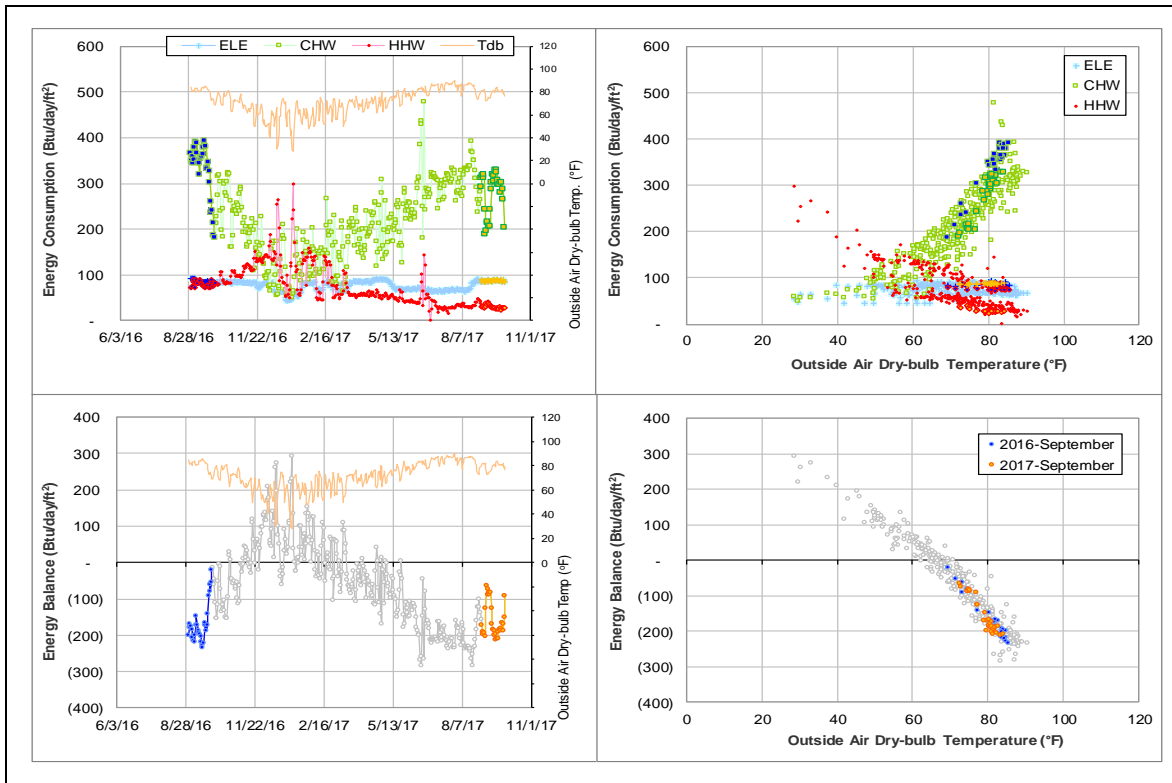 ELE CHW HHW Tdb
Energy Consumption (Btu/day/ft²)
600
500
400
300
200
100
-
120
100
80
60
40
20
0
Outside Air Dry-bulb Temp. (°F)
6/3/16 8/28/16 11/22/16 2/16/17 5/13/17 8/7/17 11/1/17
ELE
CHW
HHW
Energy Consumption (Btu/day/ft²)
600
500
400
300
200
100
-
0 20 40 60 80 100 120
Outside Air Dry-bulb Temperature (°F)
Energy Balance (Btu/day/ft²)
400
300
200
100
-
(100)
(200)
(300)
(400)
120
100
80
60
40
20
0
Outside Air Dry-bulb Temp (°F)
6/3/16 8/28/16 11/22/16 2/16/17 5/13/17 8/7/17 11/1/17
2016-September
2017-September
Energy Balance (Btu/day/ft²)
400
300
200
100
-
(100)
(200)
(300)
(400)
0 20 40 60 80 100 120
Outside Air Dry-bulb Temperature (°F)